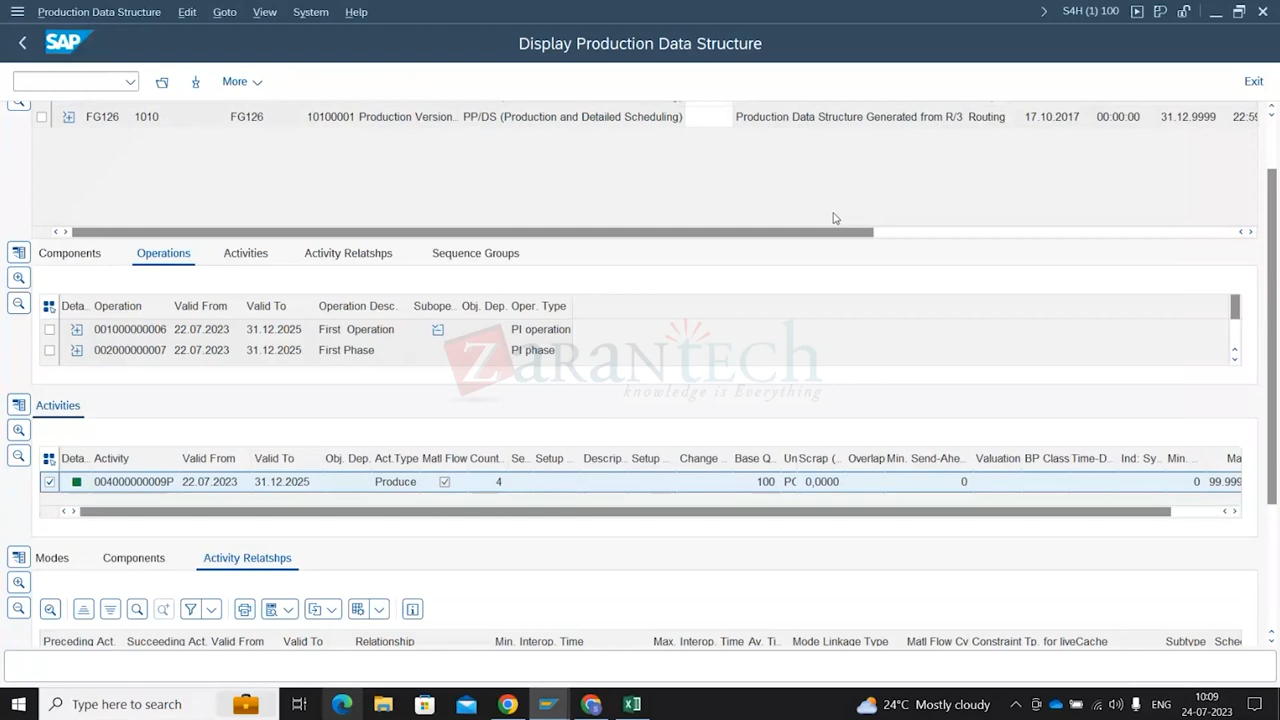 Production Data Structure Edit Goto View System Help S4H (1) 100
SAP Display Production Data Structure
More Exit
FG126 1010 FG126 10100001 Production Version... PP/DS (Production and Detailed Scheduling) Production Data Structure Generated from R/3 Routing 17.10.2017 00:00:00 31.12.9999 22:59
Components Operations Activities Activity Relatshps Sequence Groups
Deta.. Operation Valid From Valid To Operation Desc. Subope.. Obj. Dep. Oper. Type
001000000006 22.07.2023 31.12.2025 First Operation PI operation
002000000007 22.07.2023 31.12.2025 First Phase PI phase
ZaranTech
knowledge is Everything
Activities
Deta.. Activity Valid From Valid To Obj. Dep. Act.Type Matl Flow Count Se.. Setup .. Descrip.. Setup .. Change .. Base Q.. Un Scrap (.. Overlap Min. Send-Ahe.. Valuation BP Class Time-D.. Ind: Sy.. Min. .. Ma
004000000009P 22.07.2023 31.12.2025 Produce 4 100 PC 0,0000 0 0 99.999
Modes Components Activity Relatshps
Preceding Act. Succeeding Act. Valid From Valid To Relationship Min. Interop. Time Max. Interop. Time Av. Ti.. Mode Linkage Type Matl Flow Cv Constraint Tp. for liveCache Subtype Sche
Type here to search 24°C Mostly cloudy ENG 10:09
24-07-2023